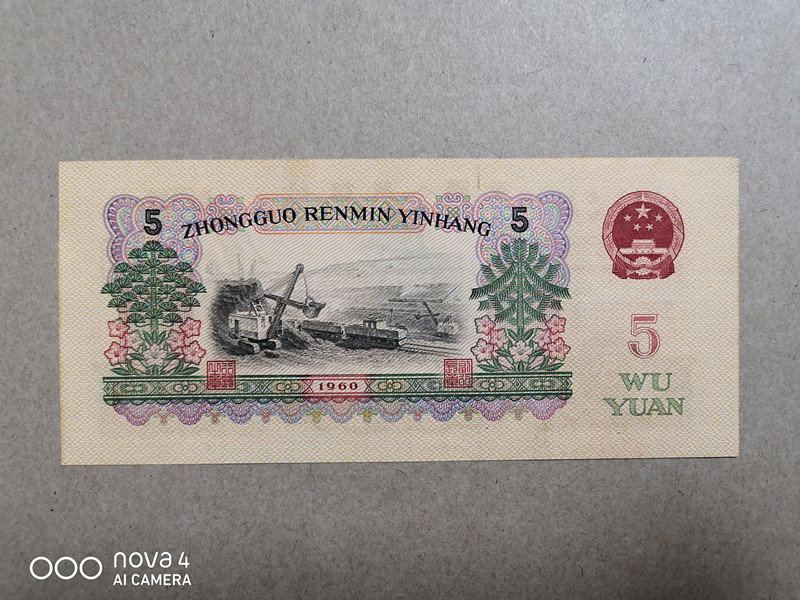 5 ZHONGGUO RENMIN YINHANG 5
1960
5
WU
YUAN
nova 4
AI CAMERA